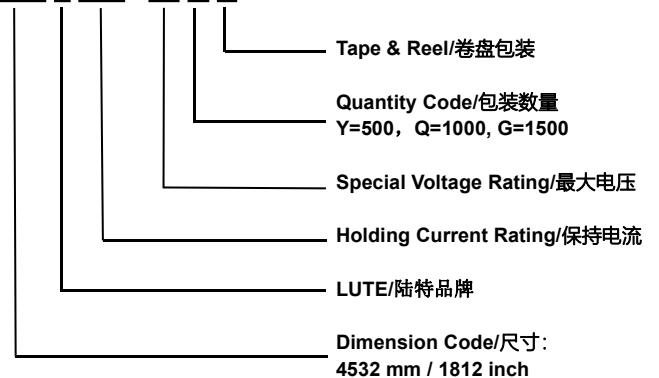 Tape & Reel/卷盘包装
Quantity Code/包装数量
Y=500，Q=1000, G=1500
Special Voltage Rating/最大电压
Holding Current Rating/保持电流
LUTE/陆特品牌
Dimension Code/尺寸：
4532 mm / 1812 inch